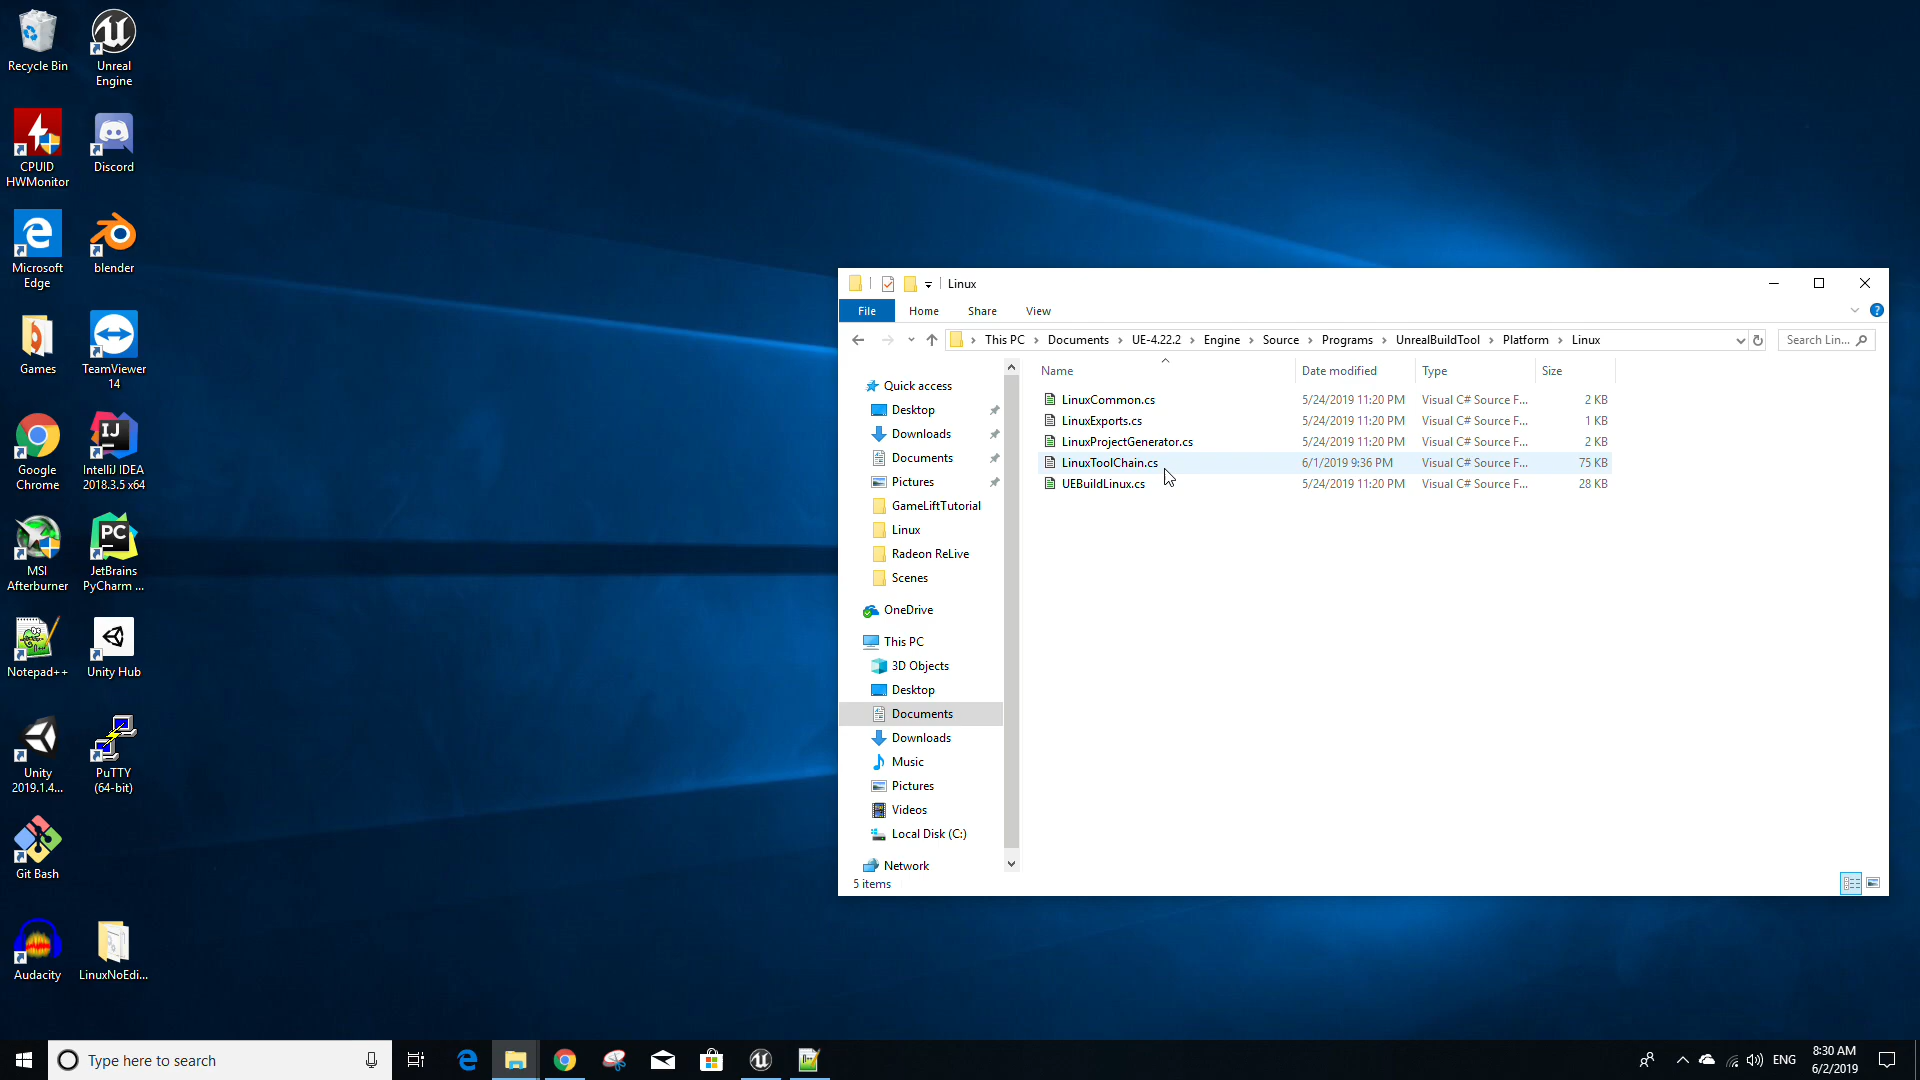 Recycle Bin
Unreal
Engine
CPUID
HWMonitor
Discord
Microsoft
Edge
blender
Games
TeamViewer
14
Google
Chrome
IntelliJ IDEA
2018.3.5 x64
MSI
Afterburner
JetBrains
PyCharm ...
Notepad++
Unity Hub
Unity
2019.1.4...
PuTTY
(64-bit)
Git Bash
Audacity
LinuxNoEdi...
Linux
File Home Share View
This PC > Documents > UE-4.22.2 > Engine > Source > Programs > UnrealBuildTool > Platform > Linux
Search Lin...
Name Date modified Type Size
LinuxCommon.cs 5/24/2019 11:20 PM Visual C# Source F... 2 KB
LinuxExports.cs 5/24/2019 11:20 PM Visual C# Source F... 1 KB
LinuxProjectGenerator.cs 5/24/2019 11:20 PM Visual C# Source F... 2 KB
LinuxToolChain.cs 6/1/2019 9:36 PM Visual C# Source F... 75 KB
UEBuildLinux.cs 5/24/2019 11:20 PM Visual C# Source F... 28 KB
Quick access
Desktop
Downloads
Documents
Pictures
GameLiftTutorial
Linux
Radeon ReLive
Scenes
OneDrive
This PC
3D Objects
Desktop
Documents
Downloads
Music
Pictures
Videos
Local Disk (C:)
Network
5 items
Type here to search
ENG
8:30 AM
6/2/2019